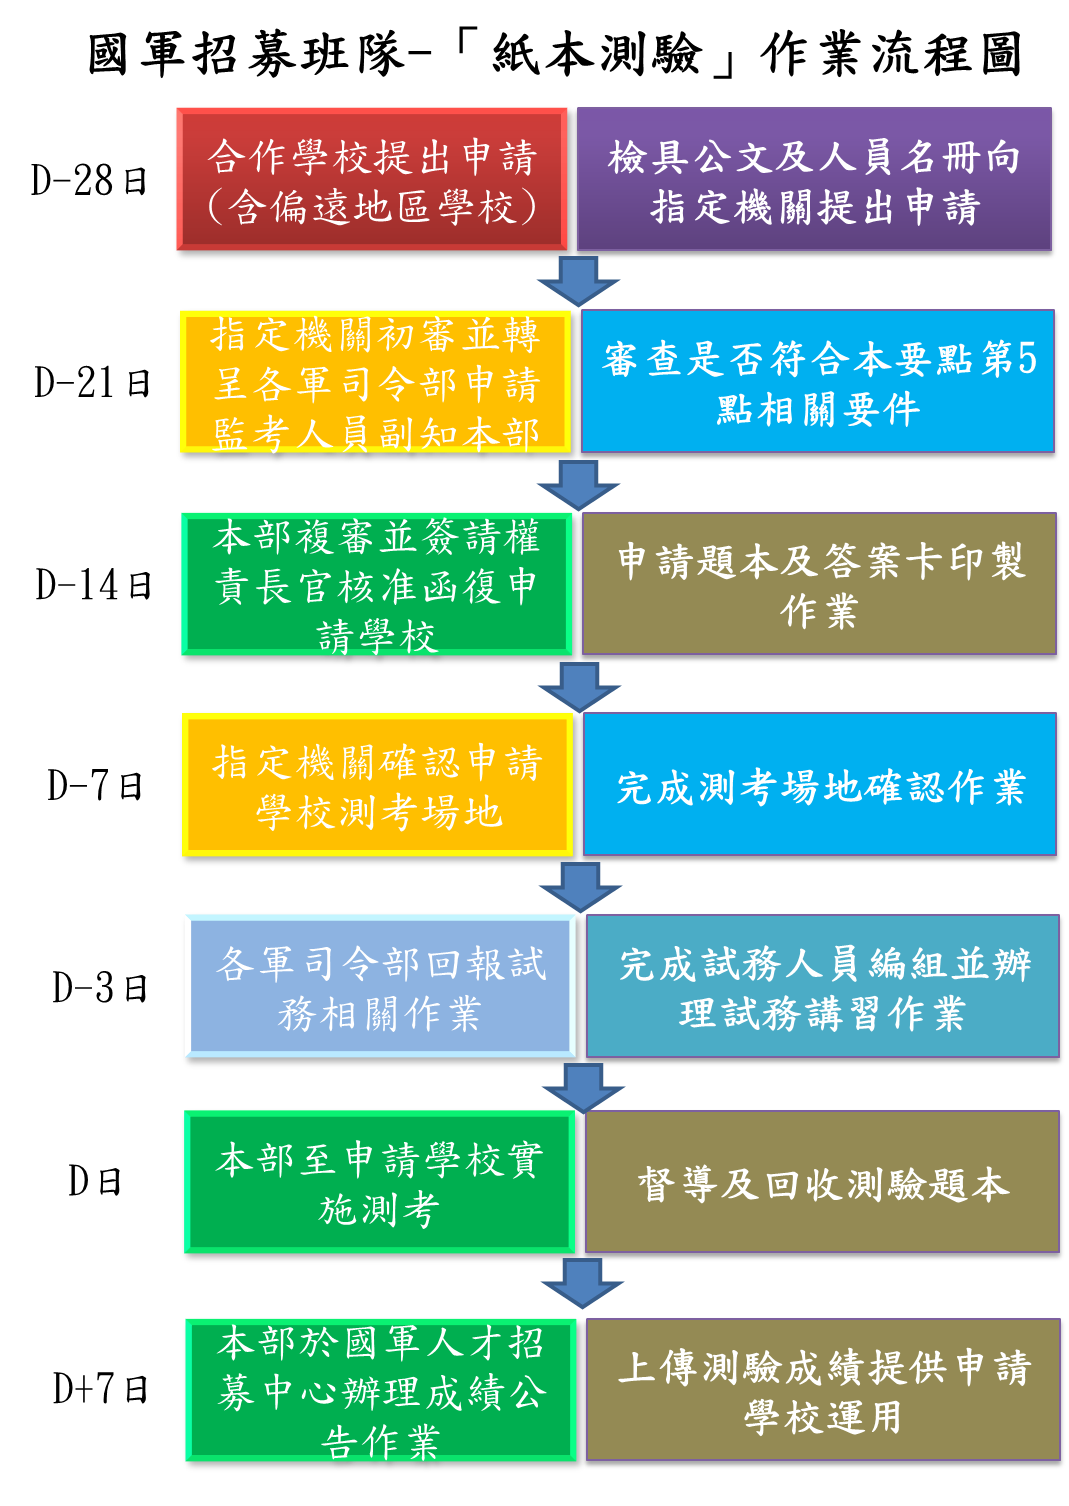 國軍招募班隊-「紙本測驗」作業流程圖
D-28日
合作學校提出申請
(含偏遠地區學校)
檢具公文及人員名冊向
指定機關提出申請
D-21日
指定機關初審並轉
呈各軍司令部申請
監考人員副知本部
審查是否符合本要點第5
點相關要件
D-14日
本部複審並簽請權
責長官核准函復申
請學校
申請題本及答案卡印製
作業
D-7日
指定機關確認申請
學校測考場地
完成測考場地確認作業
D-3日
各軍司令部回報試
務相關作業
完成試務人員編組並辦
理試務講習作業
D日
本部至申請學校實
施測考
督導及回收測驗題本
D+7日
本部於國軍人才招
募中心辦理成績公
告作業
上傳測驗成績提供申請
學校運用